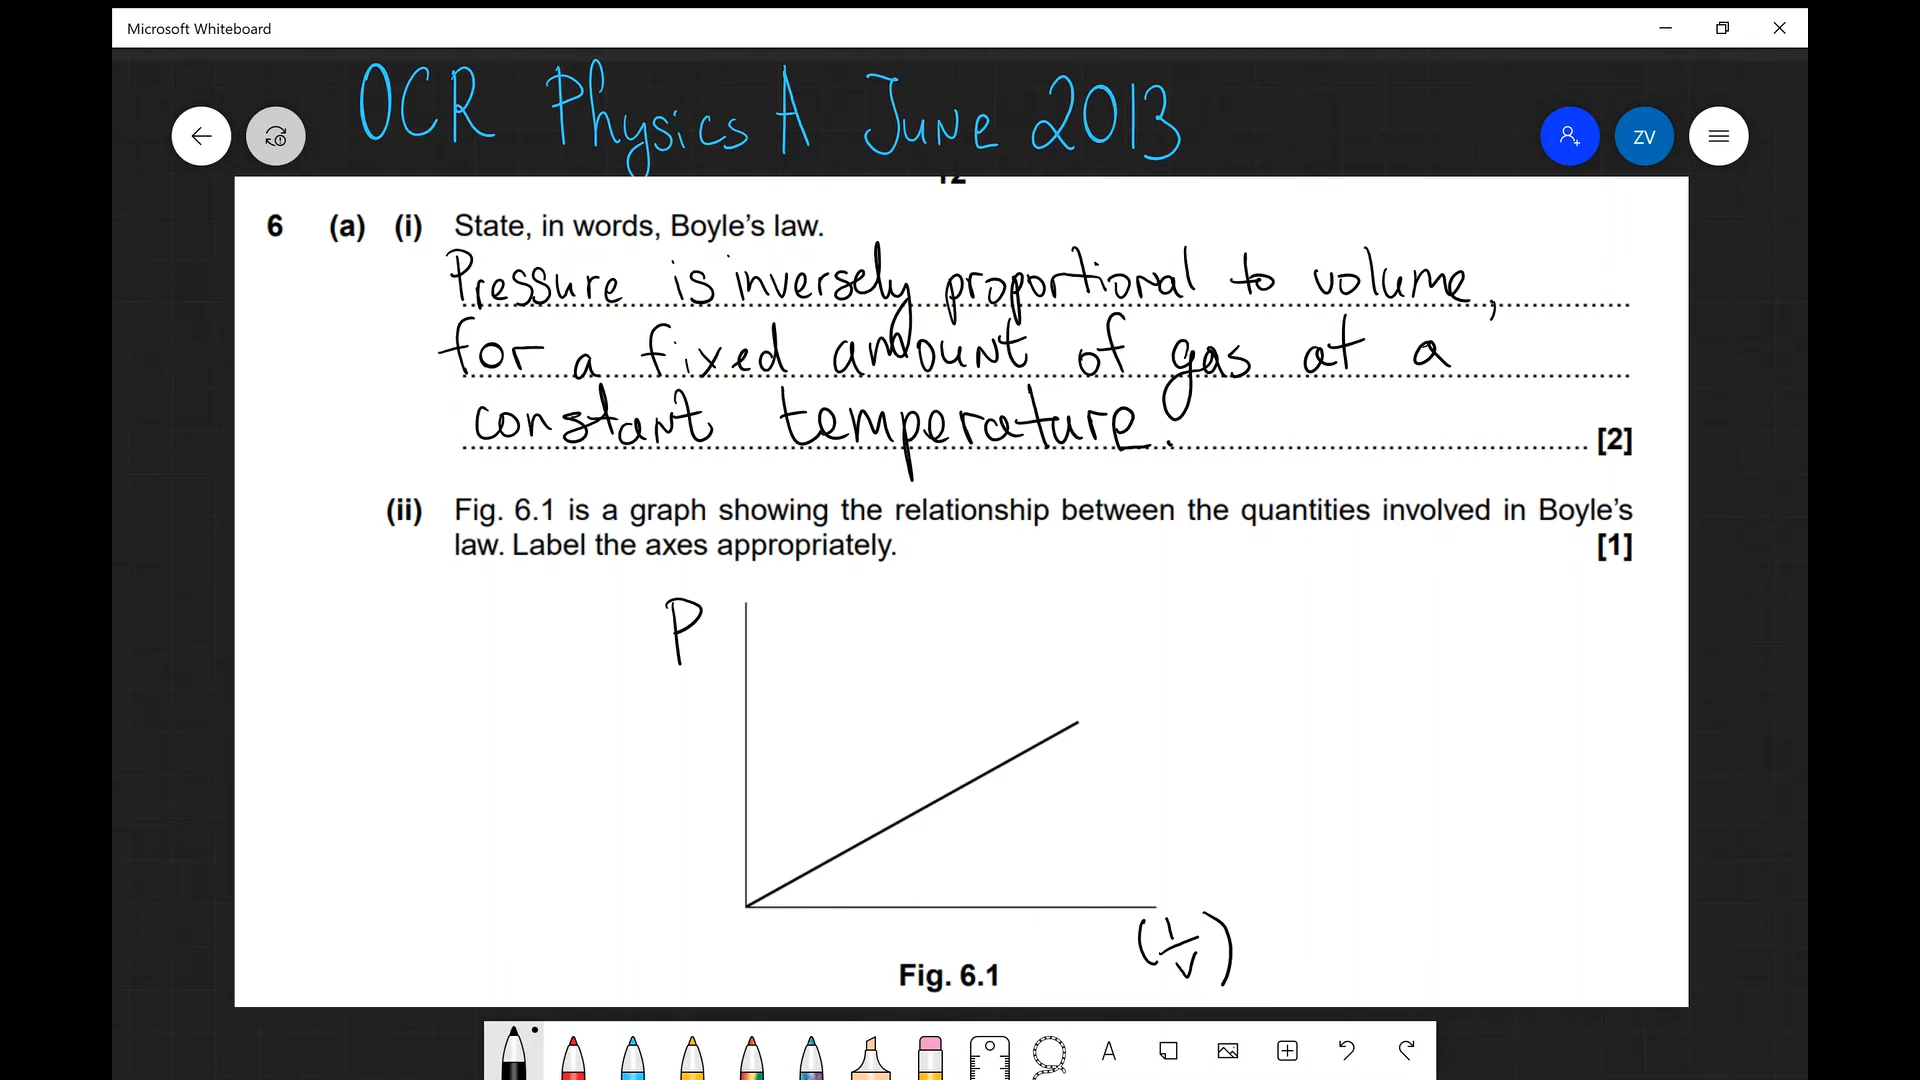 Microsoft Whiteboard
OCR Physics A June 2013
ZV
6 (a) (i) State, in words, Boyle's law.
Pressure is inversely proportional to volume,
for a fixed amount of gas at a
constant temperature.
[2]
(ii) Fig. 6.1 is a graph showing the relationship between the quantities involved in Boyle's
law. Label the axes appropriately. [1]
P
(1/V)
Fig. 6.1
A